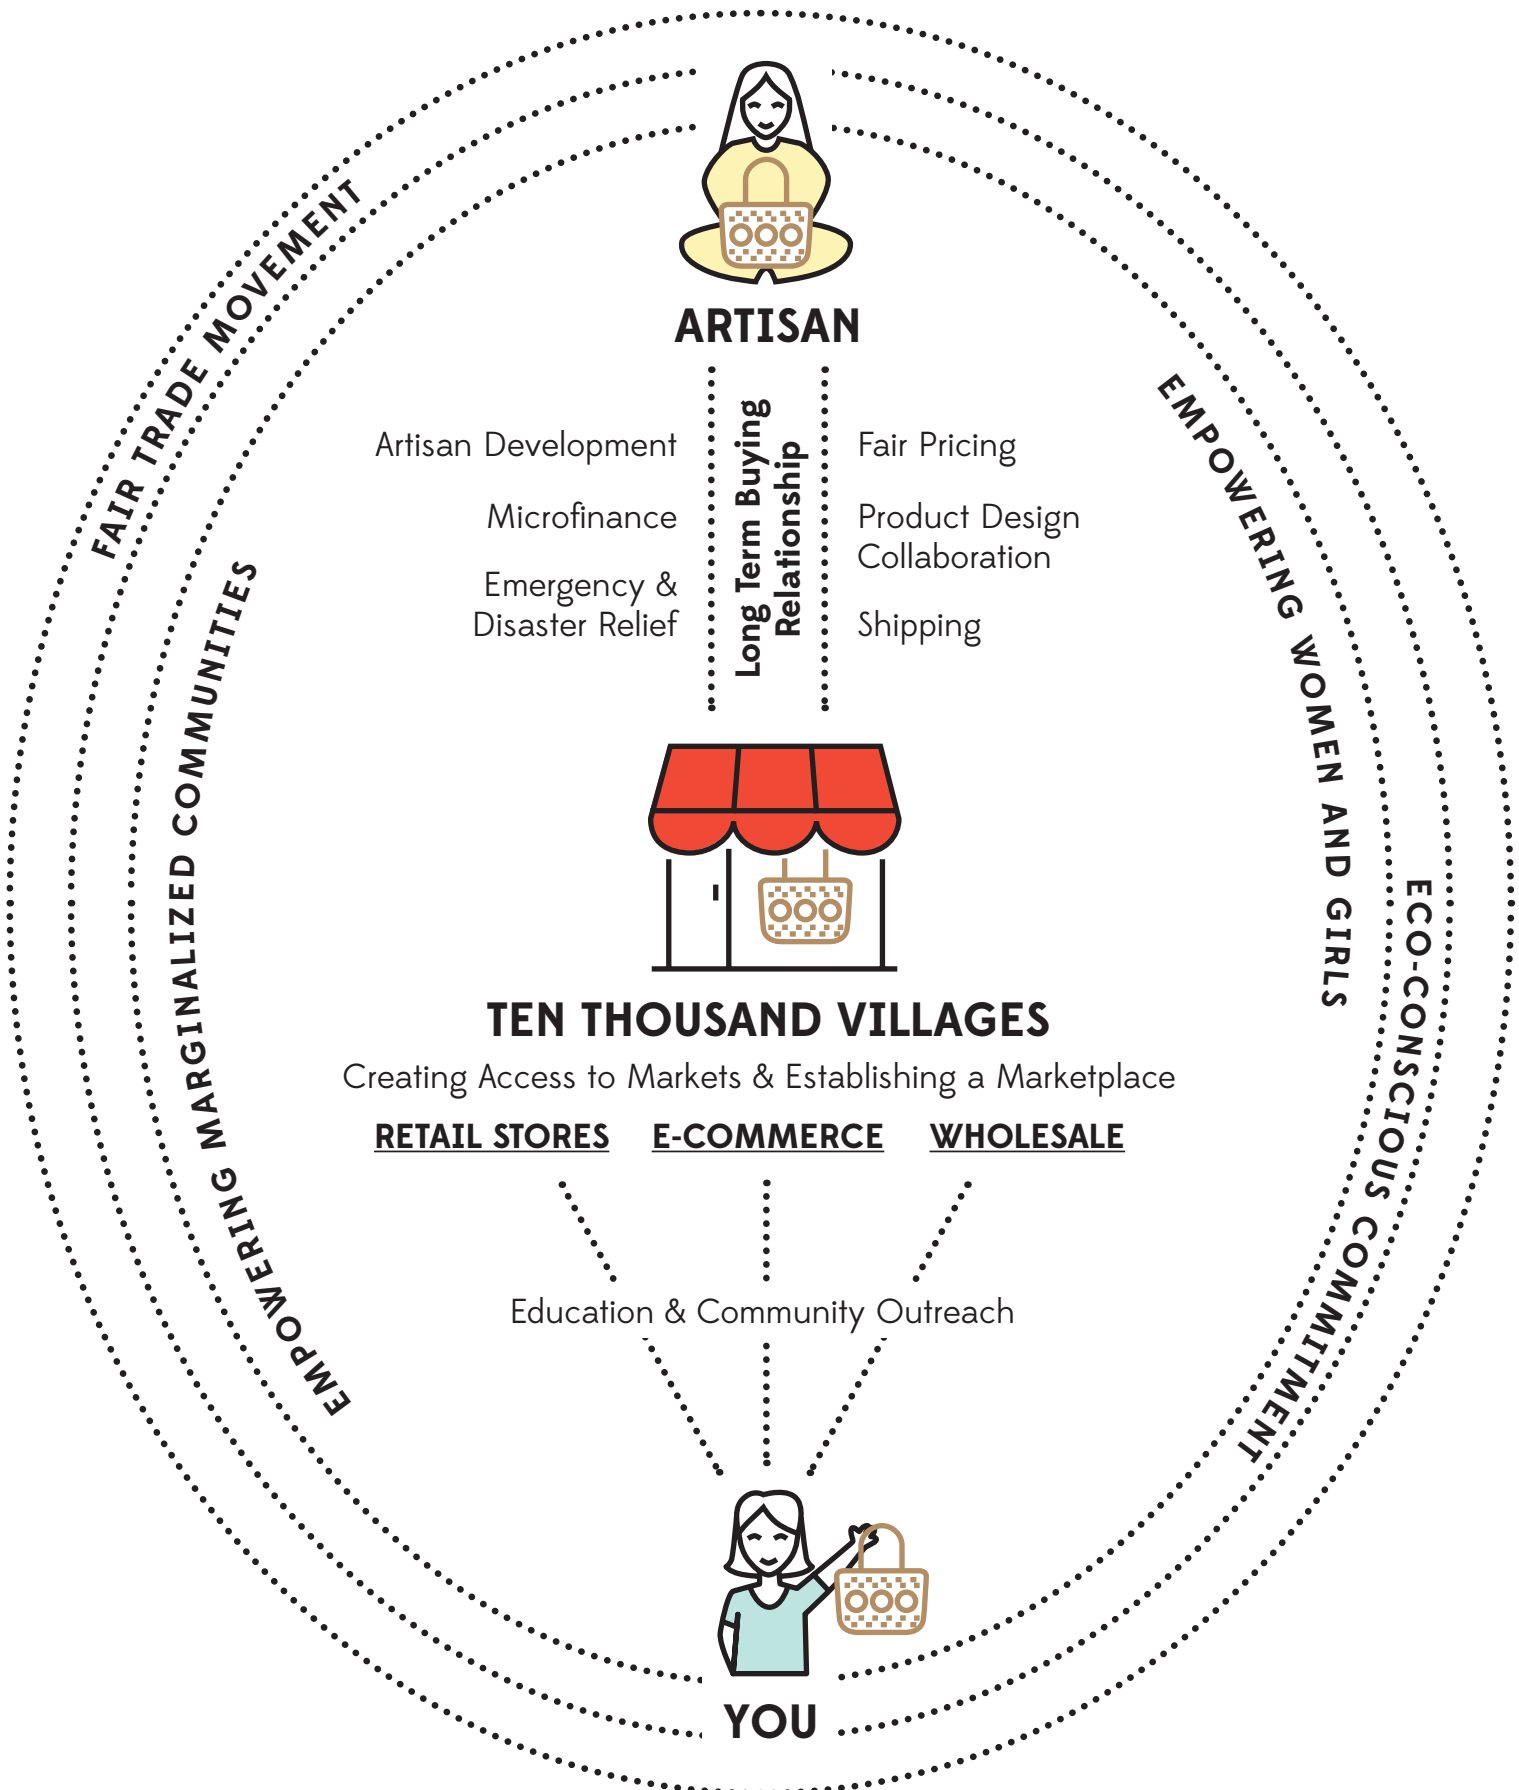 FAIR TRADE MOVEMENT
ARTISAN
EMPOWERING WOMEN AND GIRLS
Artisan Development
Microfinance
Emergency &
Disaster Relief
Long Term Buying
Relationship
Fair Pricing
Product Design
Collaboration
Shipping
EMPOWERING MARGINALIZED COMMUNITIES
ECO-CONSCIOUS COMMITMENT
TEN THOUSAND VILLAGES
Creating Access to Markets & Establishing a Marketplace
RETAIL STORES E-COMMERCE WHOLESALE
Education & Community Outreach
YOU